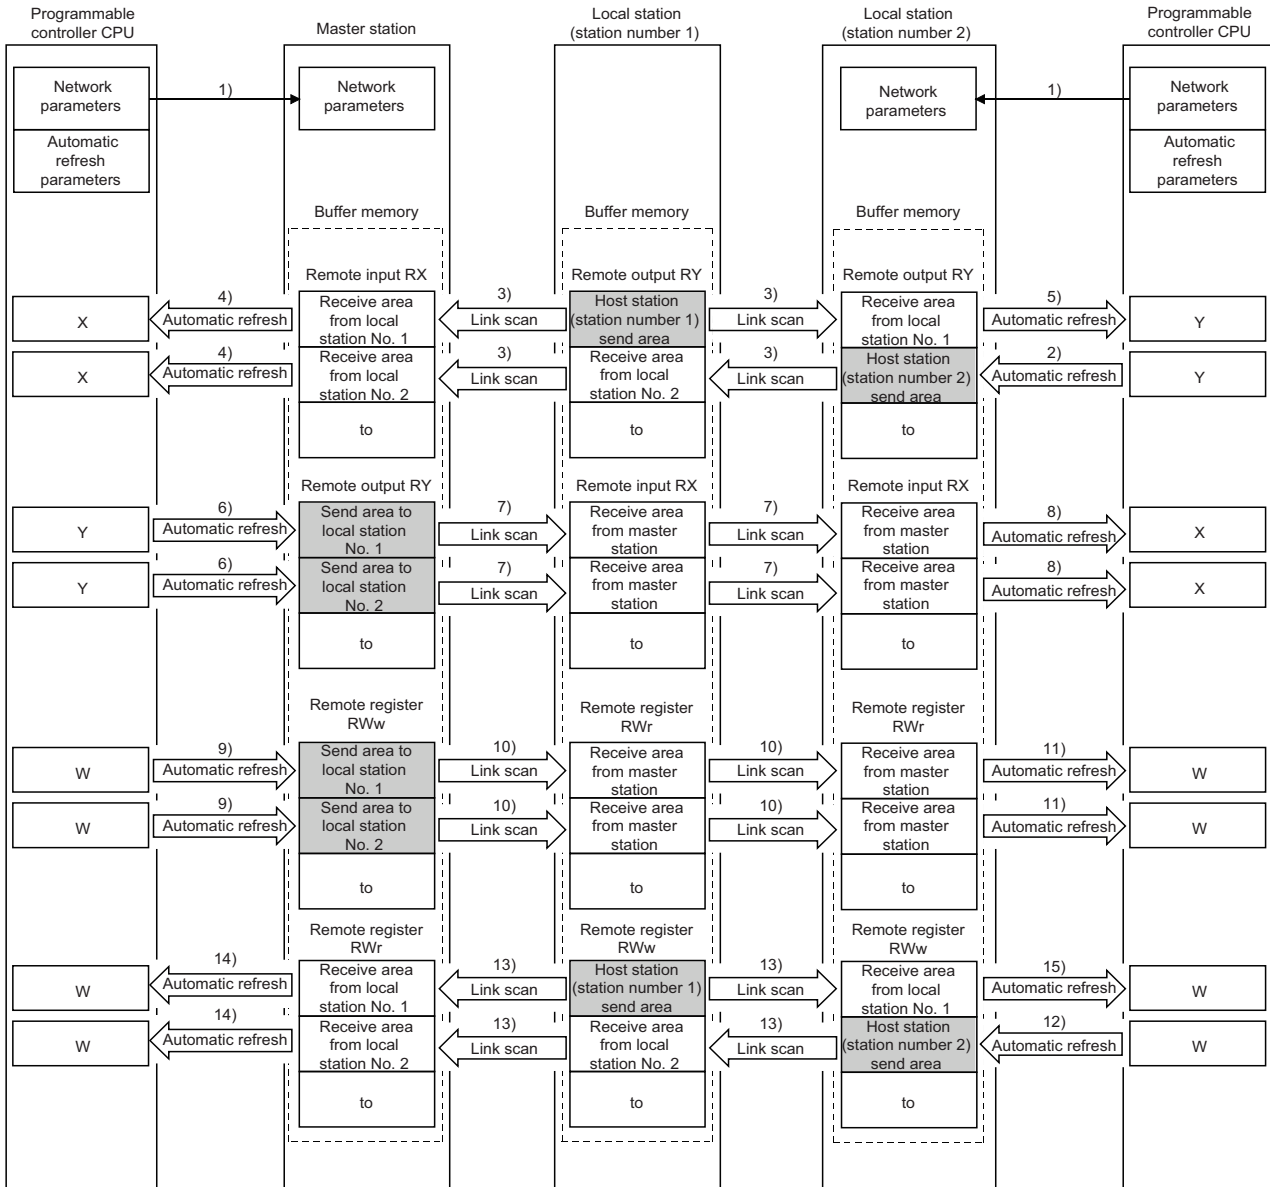 Programmable
controller CPU
Master station
Local station
(station number 1)
Local station
(station number 2)
Programmable
controller CPU
Network
parameters
1)
Network
parameters
Network
parameters
1)
Network
parameters
Automatic
refresh
parameters
Automatic
refresh
parameters
Buffer memory
Buffer memory
Buffer memory
Remote input RX
Remote output RY
Remote output RY
X
4)
Automatic refresh
Receive area
from local
station No. 1
3)
Link scan
Host station
(station number 1)
send area
3)
Link scan
Receive area
from local
station No. 1
5)
Automatic refresh
Y
X
4)
Automatic refresh
Receive area
from local
station No. 2
3)
Link scan
Receive area
from local
station No. 2
3)
Link scan
Host station
(station number 2)
send area
2)
Automatic refresh
Y
to
to
to
Remote output RY
Remote input RX
Remote input RX
Y
6)
Automatic refresh
Send area to
local station
No. 1
7)
Link scan
Receive area
from master
station
7)
Link scan
Receive area
from master
station
8)
Automatic refresh
X
Y
6)
Automatic refresh
Send area to
local station
No. 2
7)
Link scan
Receive area
from master
station
7)
Link scan
Receive area
from master
station
8)
Automatic refresh
X
to
to
to
Remote register
RWw
Remote register
RWr
Remote register
RWr
W
9)
Automatic refresh
Send area to
local station
No. 1
10)
Link scan
Receive area
from master
station
10)
Link scan
Receive area
from master
station
11)
Automatic refresh
W
W
9)
Automatic refresh
Send area to
local station
No. 2
10)
Link scan
Receive area
from master
station
10)
Link scan
Receive area
from master
station
11)
Automatic refresh
W
to
to
to
Remote register
RWr
Remote register
RWw
Remote register
RWw
W
14)
Automatic refresh
Receive area
from local
station No. 1
13)
Link scan
Host station
(station number 1)
send area
13)
Link scan
Receive area
from local
station No. 1
15)
Automatic refresh
W
W
14)
Automatic refresh
Receive area
from local
station No. 2
13)
Link scan
Receive area
from local
station No. 2
13)
Link scan
Host station
(station number 2)
send area
12)
Automatic refresh
W
to
to
to